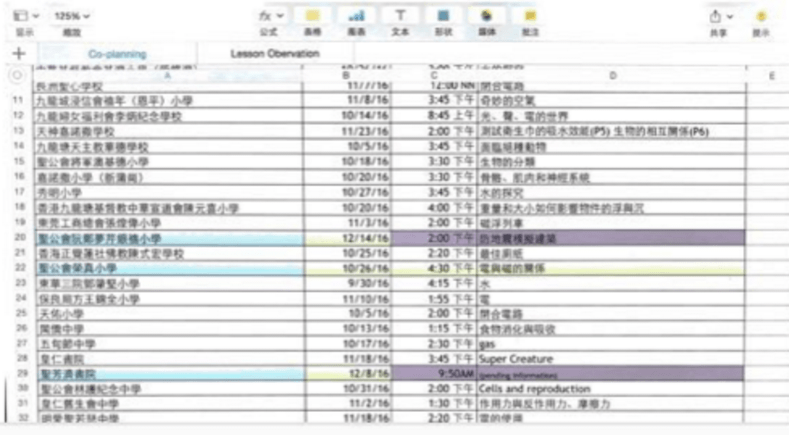 125%
公式 表格 圖表 文本 形狀 媒體 批注
共享 提示
Co-planning Lesson Obervation
A B C D E
11/7/16 12:00 NN 閉合電路
11 九龍城浸信會禧年（恩平）小學 11/8/16 3:45 下午 奇妙的空氣
12 九龍婦女福利會李炳紀念學校 10/14/16 8:45 上午 光、聲、電的世界
13 天神嘉諾撒學校 11/23/16 2:00 下午 測試衛生巾的吸水效能(P5) 生物的相互關係(P6)
14 九龍塘天主教華德學校 10/5/16 3:45 下午 面臨絕種動物
15 聖公會將軍澳基德小學 10/18/16 3:30 下午 生物的分類
16 嘉諾撒小學（新蒲崗） 10/20/16 3:30 下午 骨骼、肌肉和神經系統
17 秀明小學 10/27/16 3:45 下午 水的探究
18 香港九龍塘基督教中華宣道會陳元喜小學 10/20/16 4:00 下午 重量和大小如何影響物件的浮與沉
19 東莞工商總會張煌偉小學 11/3/16 2:00 下午 磁浮列車
20 聖公會阮鄭夢芹銀禧小學 12/14/16 2:00 下午 防地震模擬建築
21 香海正覺蓮社佛教陳式宏學校 10/25/16 2:20 下午 最佳廁紙
22 聖公會榮真小學 10/26/16 4:30 下午 電與磁的關係
23 東華三院鄧肇堅小學 9/30/16 4:15 下午 水
24 保良局方王錦全小學 11/10/16 1:55 下午 電
25 天佑小學 10/5/16 2:00 下午 閉合電路
26 閩僑中學 10/13/16 1:15 下午 食物消化與吸收
27 五旬節中學 10/17/16 2:30 下午 gas
28 皇仁書院 11/18/16 3:45 下午 Super Creature
29 聖芳濟書院 12/8/16 9:50AM (pending information)
30 聖公會林護紀念中學 10/31/16 2:00 下午 Cells and reproduction
31 皇仁舊生會中學 11/2/16 1:30 下午 作用力與反作用力、摩擦力
32 明愛聖若瑟中學 11/18/16 2:20 下午 電的使用